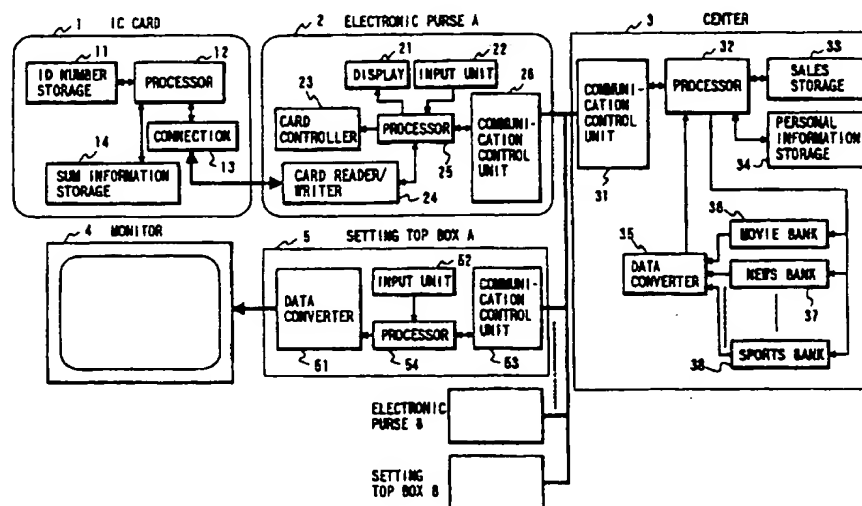 1
IC CARD
11
12
ID NUMBER
STORAGE
PROCESSOR
CONNECTION
14
13
SUM INFORMATION
STORAGE
2
ELECTRONIC PURSE A
21
22
26
DISPLAY
INPUT UNIT
23
CARD
CONTROLLER
PROCESSOR
25
COMMUNI-
CATION
CONTROL
UNIT
CARD READER/
WRITER
24
3
CENTER
32
33
COMMUNI-
CATION
CONTROL
UNIT
31
PROCESSOR
SALES
STORAGE
PERSONAL
INFORMATION
STORAGE
34
36
35
MOVIE BANK
DATA
CONVERTER
NEWS BANK
37
SPORTS BANK
38
4
MONITOR
5
SETTING TOP BOX A
52
INPUT UNIT
DATA
CONVERTER
PROCESSOR
COMMUNI-
CATION
CONTROL
UNIT
51
54
53
ELECTRONIC
PURSE B
SETTING
TOP BOX B